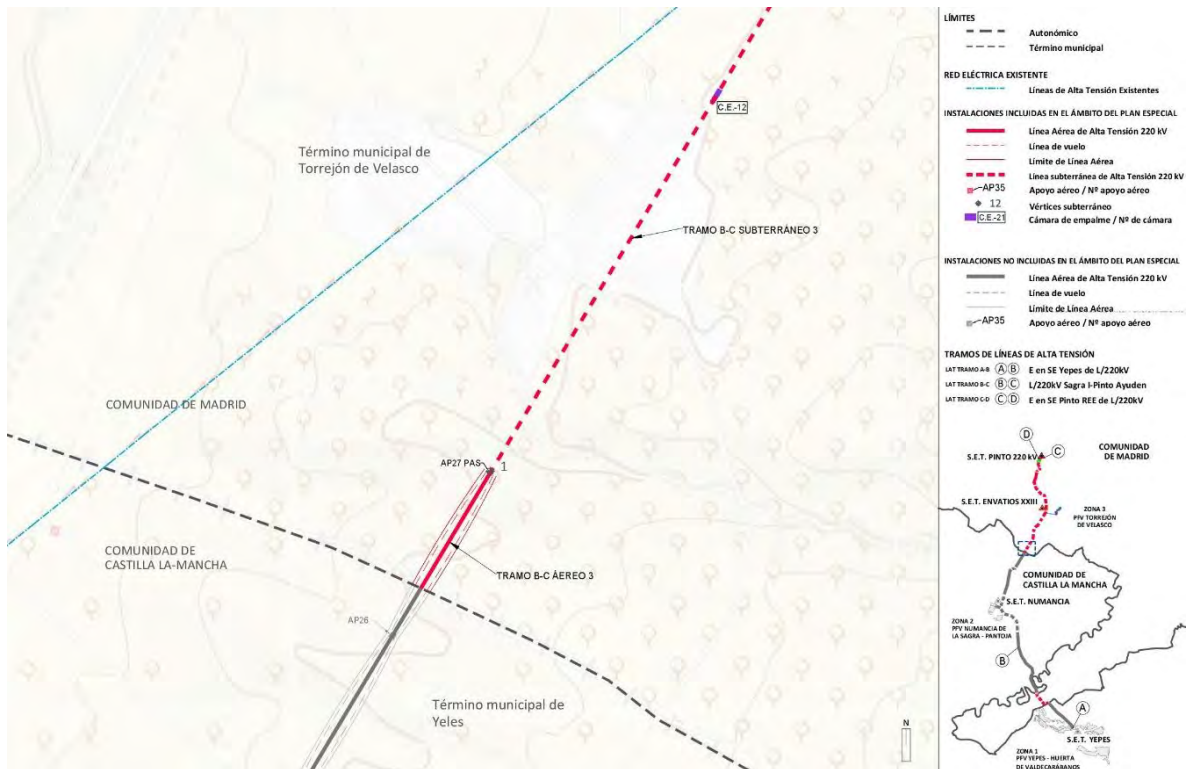 C.E.-12
Término municipal de
Torrejón de Velasco
TRAMO B-C SUBTERRÁNEO 3
COMUNIDAD DE MADRID
AP27 PAS
1
COMUNIDAD DE
CASTILLA LA-MANCHA
TRAMO B-C ÁEREO 3
AP26
Término municipal de
Yeles
N
LÍMITES
Autonómico
Término municipal
RED ELÉCTRICA EXISTENTE
Líneas de Alta Tensión Existentes
INSTALACIONES INCLUIDAS EN EL ÁMBITO DEL PLAN ESPECIAL
Línea Aérea de Alta Tensión 220 kV
Línea de vuelo
Límite de Línea Aérea
Línea subterránea de Alta Tensión 220 kV
AP35 Apoyo aéreo / Nº apoyo aéreo
12 Vértices subterráneo
C.E.-21 Cámara de empalme / Nº de cámara
INSTALACIONES NO INCLUIDAS EN EL ÁMBITO DEL PLAN ESPECIAL
Línea Aérea de Alta Tensión 220 kV
Línea de vuelo
Límite de Línea Aérea
AP35 Apoyo aéreo / Nº apoyo aéreo
TRAMOS DE LÍNEAS DE ALTA TENSIÓN
LAT TRAMO A-B A B E en SE Yepes de L/220kV
LAT TRAMO B-C B C L/220kV Sagra I-Pinto Ayuden
LAT TRAMO C-D C D E en SE Pinto REE de L/220kV
D
S.E.T. PINTO 220 kV
C
COMUNIDAD
DE MADRID
S.E.T. ENVATIOS XXIII
ZONA 3
PFV TORREJÓN
DE VELASCO
COMUNIDAD DE
CASTILLA LA MANCHA
S.E.T. NUMANCIA
ZONA 2
PFV NUMANCIA DE
LA SAGRA - PANTOJA
B
A
S.E.T. YEPES
ZONA 1
PFV YEPES - HUERTA
DE VALDECARÁBANOS